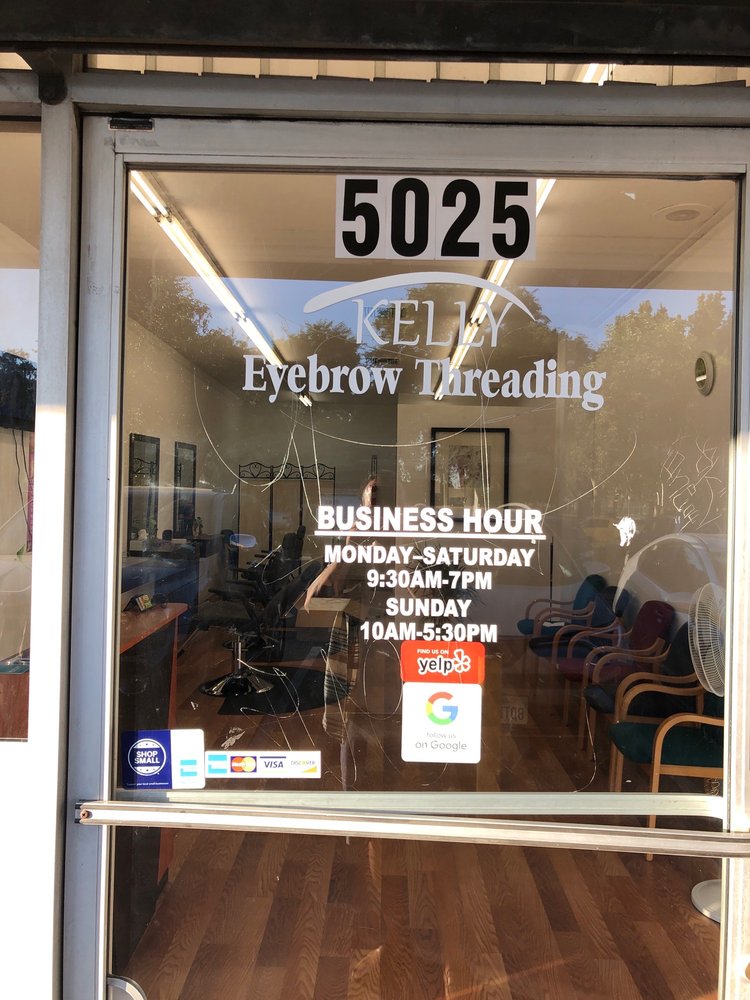 5025
KELLY
Eyebrow Threading
BUSINESS HOUR
MONDAY–SATURDAY
9:30AM-7PM
SUNDAY
10AM-5:30PM
FIND US ON
yelp
follow us
on Google
SHOP
SMALL
VISA
DISCOVER